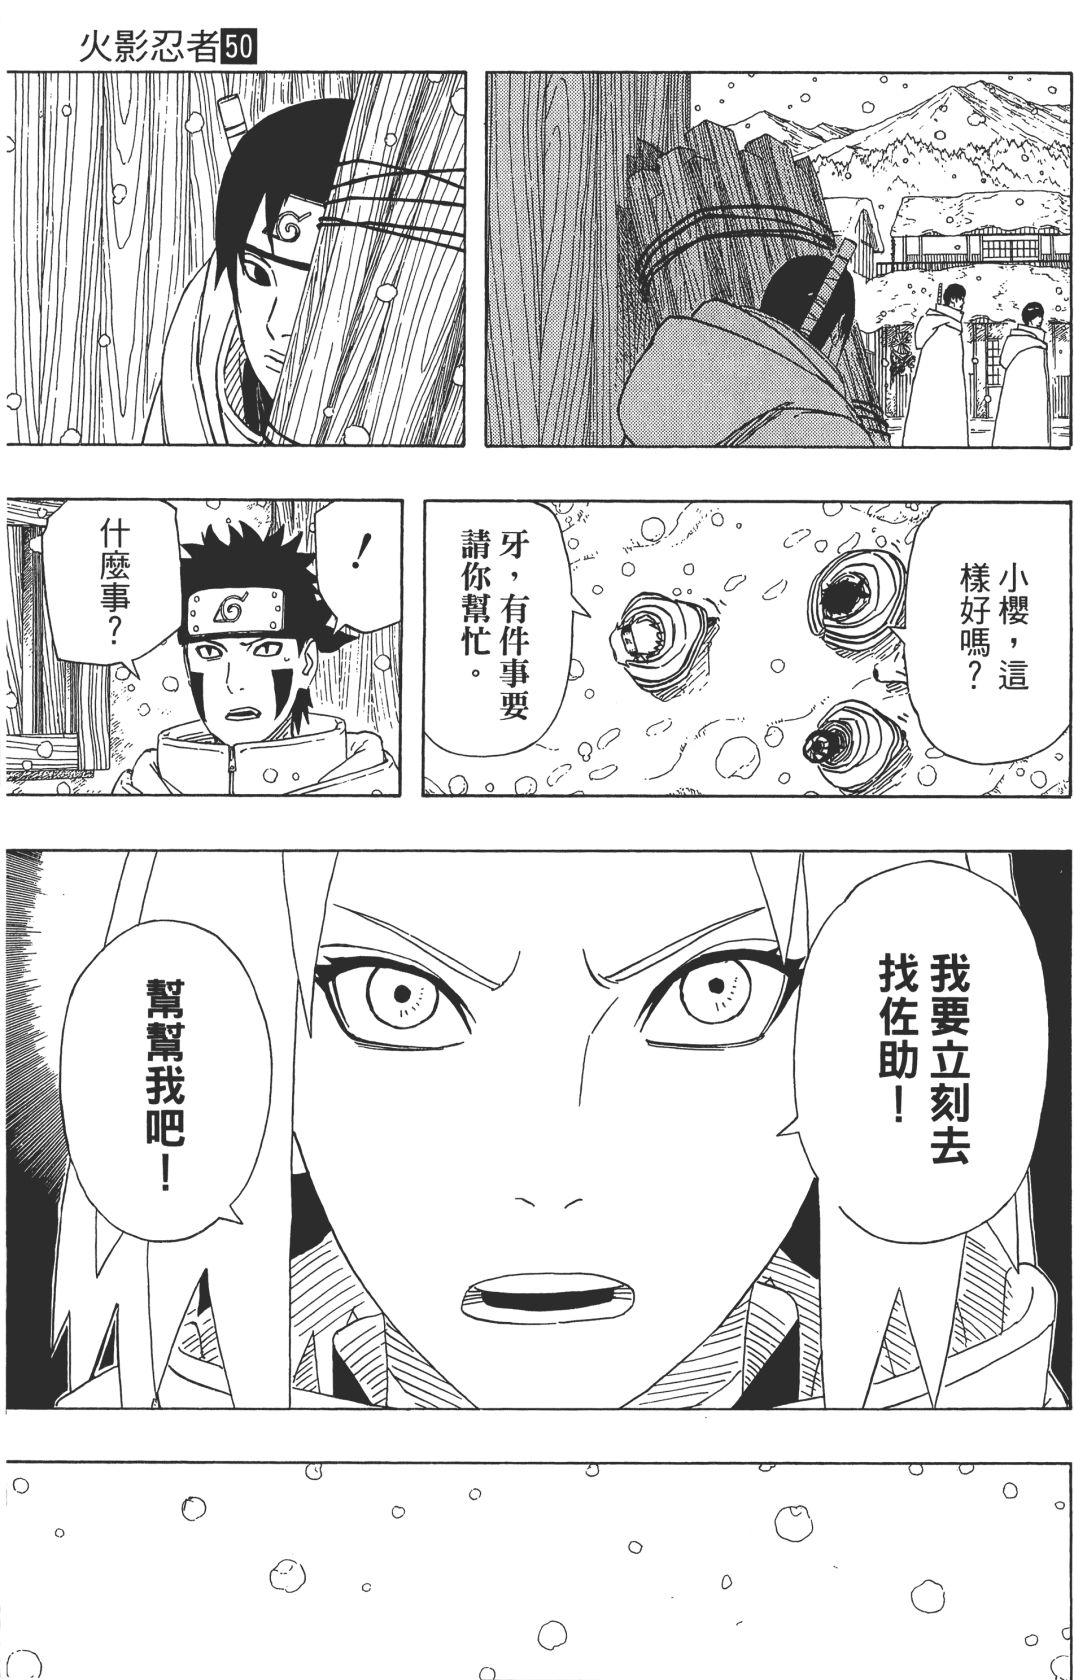 火影忍者50
小櫻，這
樣好嗎？
牙，有件事要
請你幫忙。
！
什麼事？
我要立刻去
找佐助！
幫幫我吧！